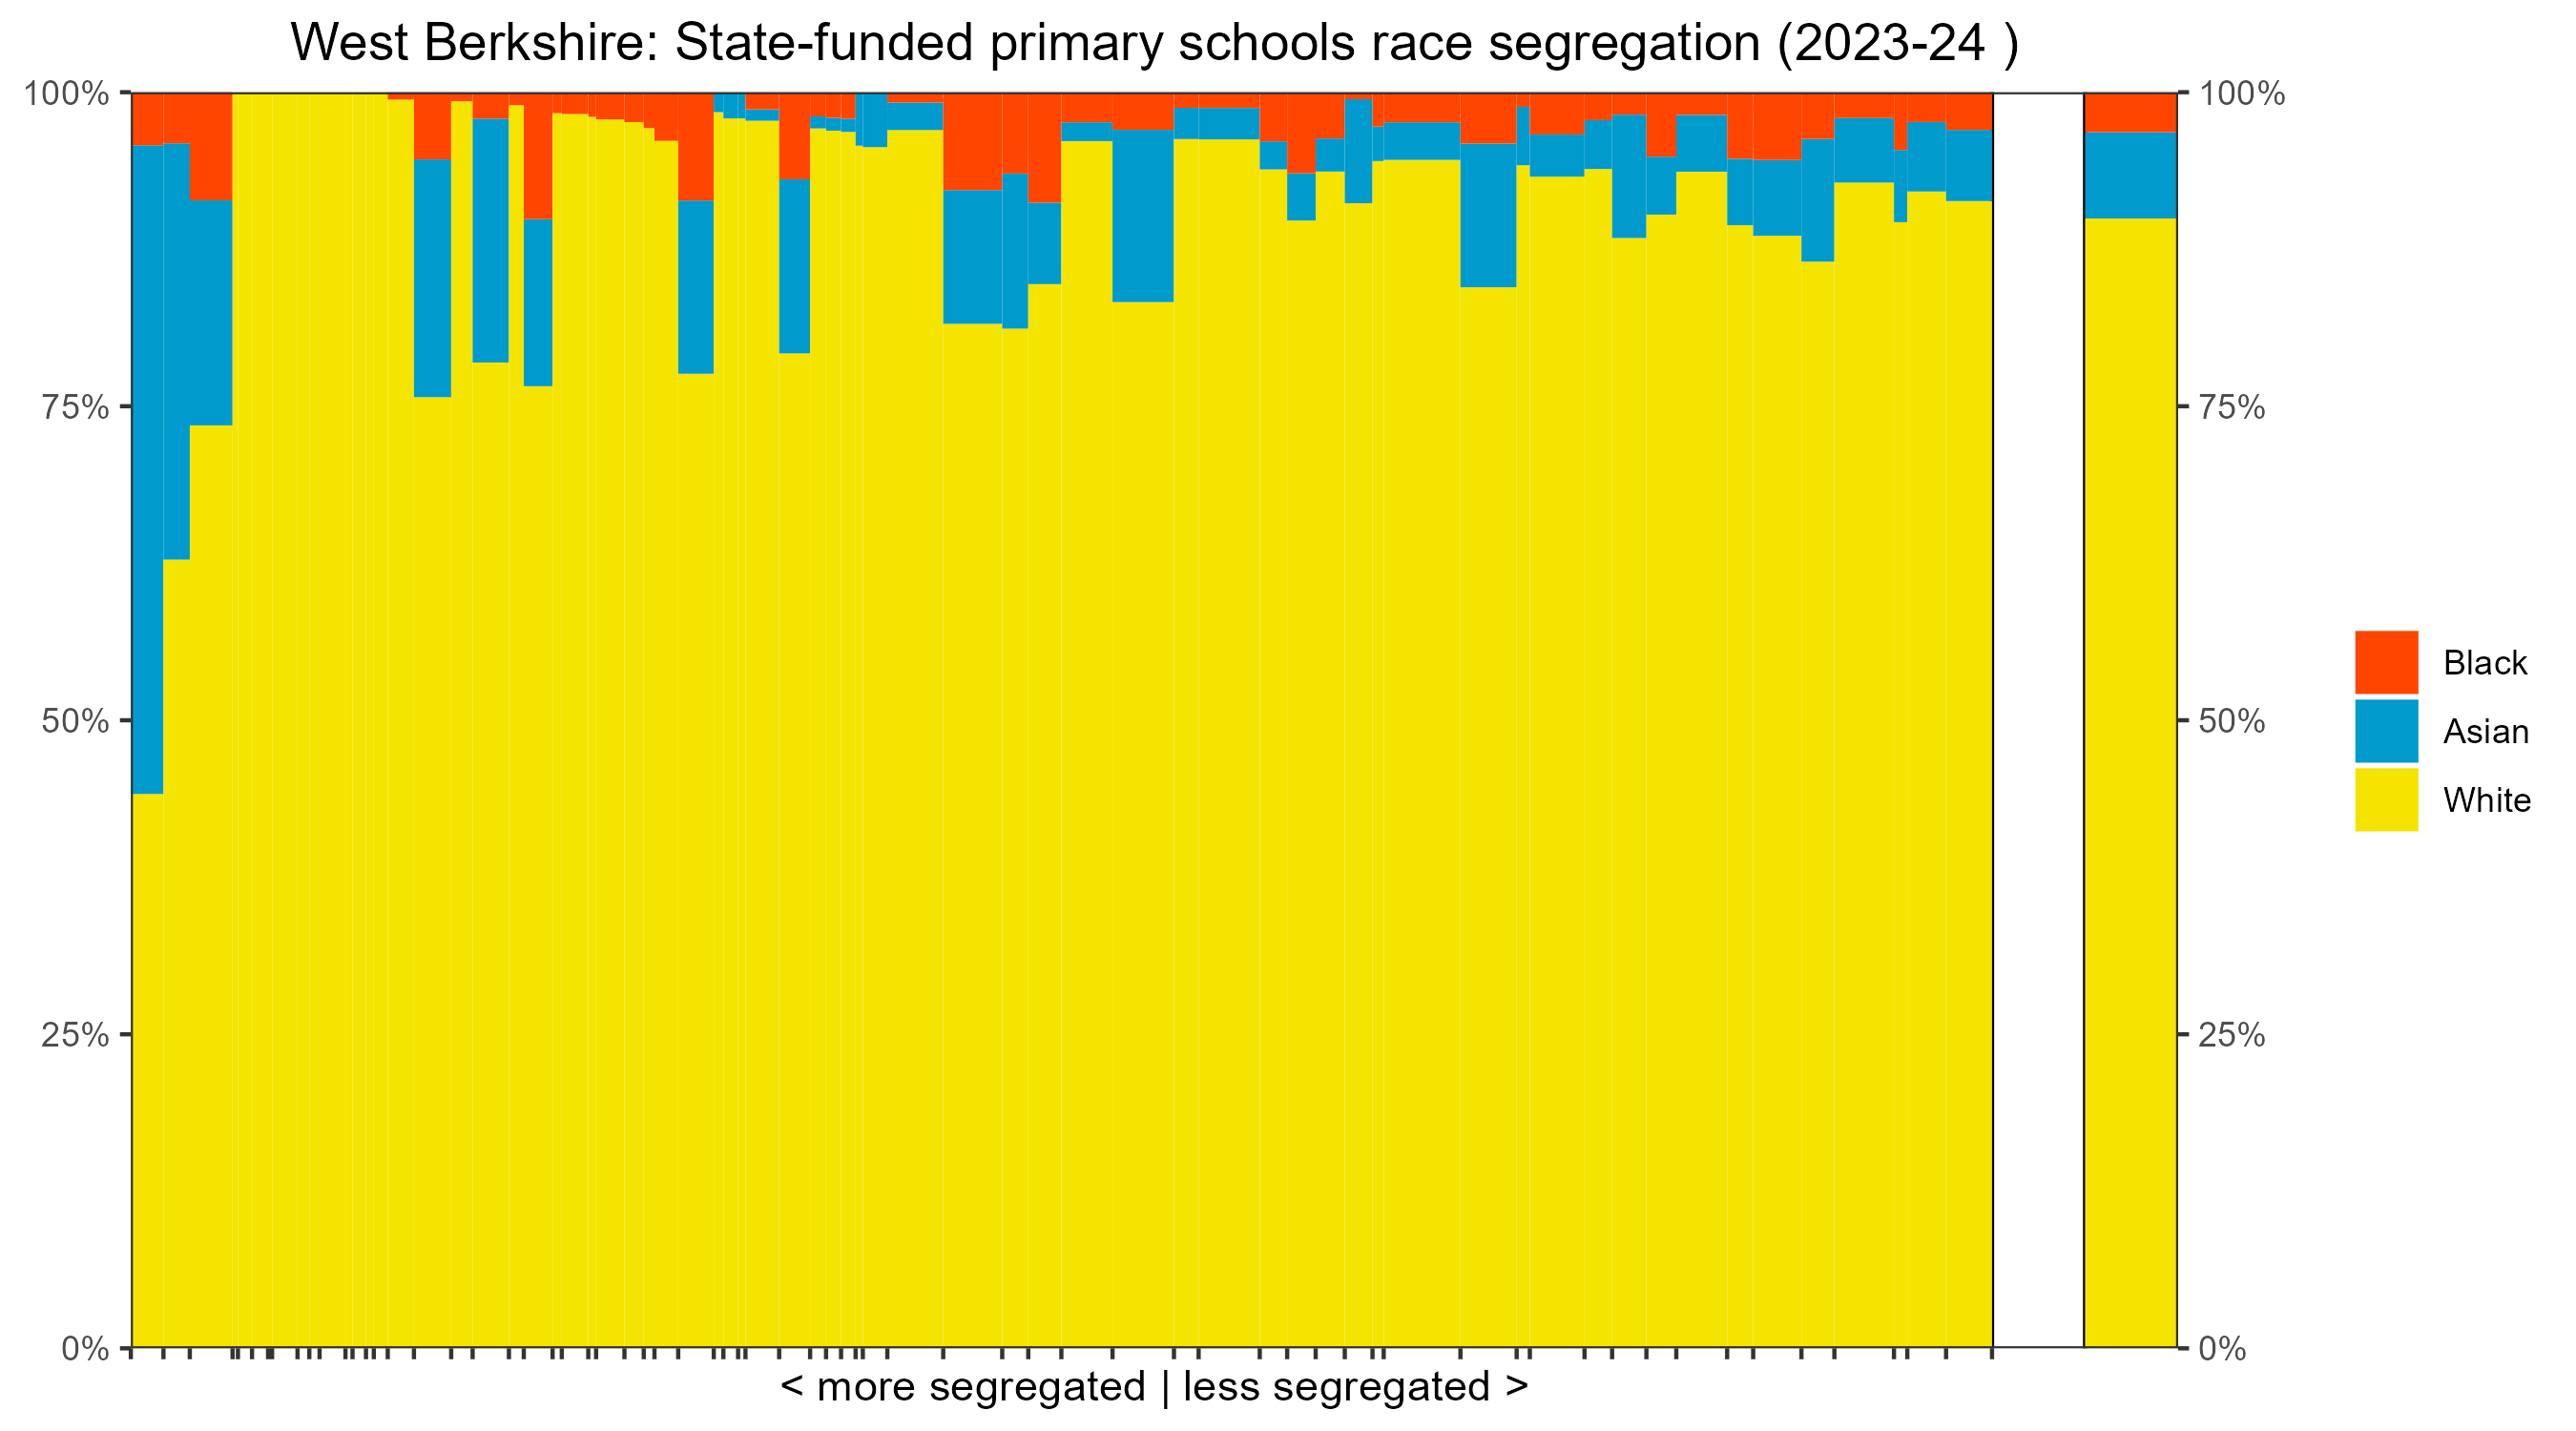 West Berkshire: State-funded primary schools race segregation (2023-24 )
100%
75%
50%
25%
0%
100%
75%
50%
25%
0%
Black
Asian
White
< more segregated | less segregated >